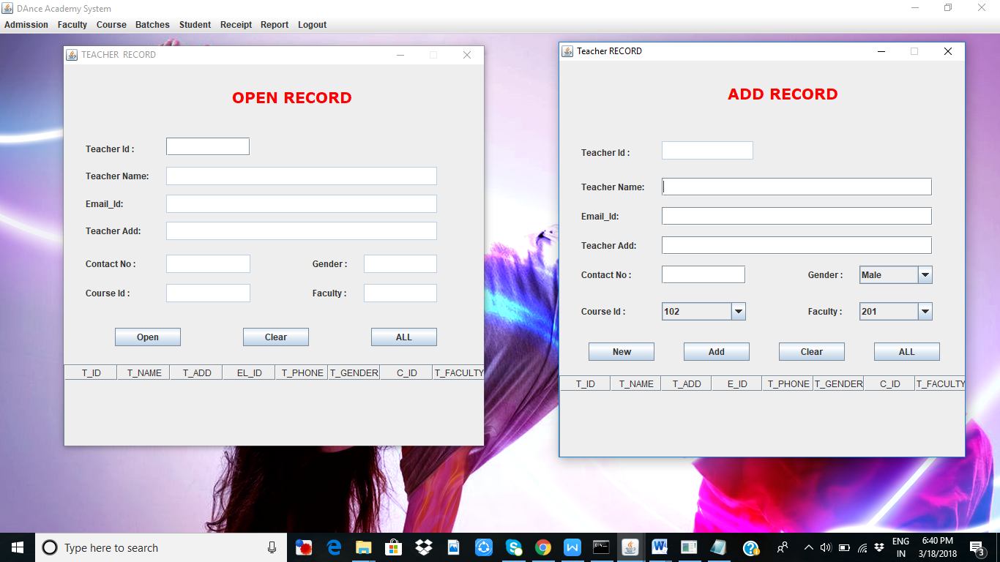 DAnce Academy System
Admission Faculty Course Batches Student Receipt Report Logout
TEACHER RECORD
OPEN RECORD
Teacher Id :
Teacher Name:
Email_Id:
Teacher Add:
Contact No : Gender :
Course Id : Faculty :
Open Clear ALL
T_ID T_NAME T_ADD EL_ID T_PHONE T_GENDER C_ID T_FACULTY
Teacher RECORD
ADD RECORD
Teacher Id :
Teacher Name:
Email_Id:
Teacher Add:
Contact No : Gender : Male
Course Id : 102 Faculty : 201
New Add Clear ALL
T_ID T_NAME T_ADD E_ID T_PHONE T_GENDER C_ID T_FACULTY
Type here to search
ENG 6:40 PM
IN 3/18/2018 3